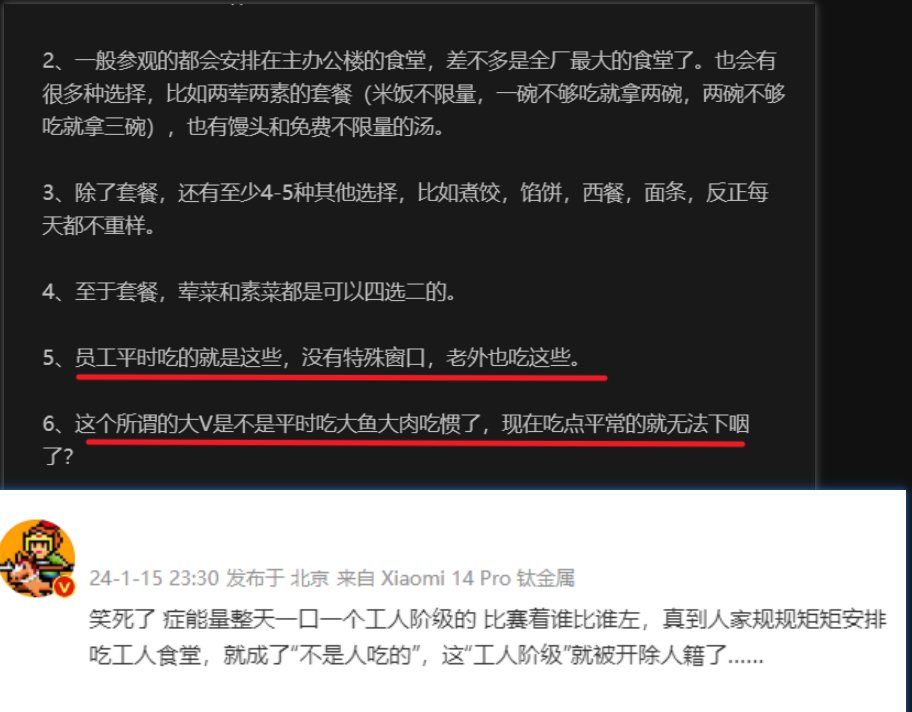 2、一般参观的都会安排在主办公楼的食堂，差不多是全厂最大的食堂了。也会有
很多种选择，比如两荤两素的套餐（米饭不限量，一碗不够吃就拿两碗，两碗不够
吃就拿三碗），也有馒头和免费不限量的汤。
3、除了套餐，还有至少4-5种其他选择，比如煮饺，馅饼，西餐，面条，反正每
天都不重样。
4、至于套餐，荤菜和素菜都是可以四选二的。
5、员工平时吃的就是这些，没有特殊窗口，老外也吃这些。
6、这个所谓的大V是不是平时吃大鱼大肉吃惯了，现在吃点平常的就无法下咽
了？
24-1-15 23:30 发布于 北京 来自 Xiaomi 14 Pro 钛金属
笑死了 症能量整天一口一个工人阶级的 比赛着谁比谁左，真到人家规规矩矩安排
吃工人食堂，就成了“不是人吃的”，这“工人阶级”就被开除人籍了......